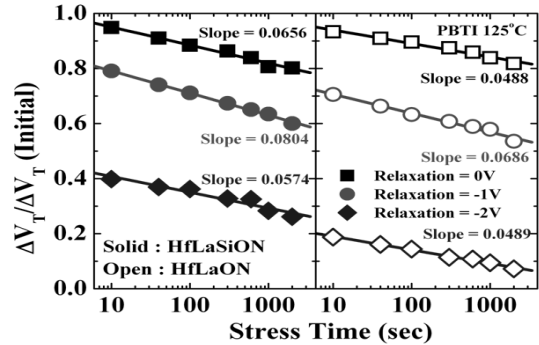 ΔV_T/ΔV_T (Initial)
1.0
0.8
0.6
0.4
0.2
0.0
Slope = 0.0656
Slope = 0.0804
Slope = 0.0574
Solid : HfLaSiON
Open : HfLaON
PBTI 125°C
Slope = 0.0488
Slope = 0.0686
Relaxation = 0V
Relaxation = -1V
Relaxation = -2V
Slope = 0.0489
10 100 1000 10 100 1000
Stress Time (sec)